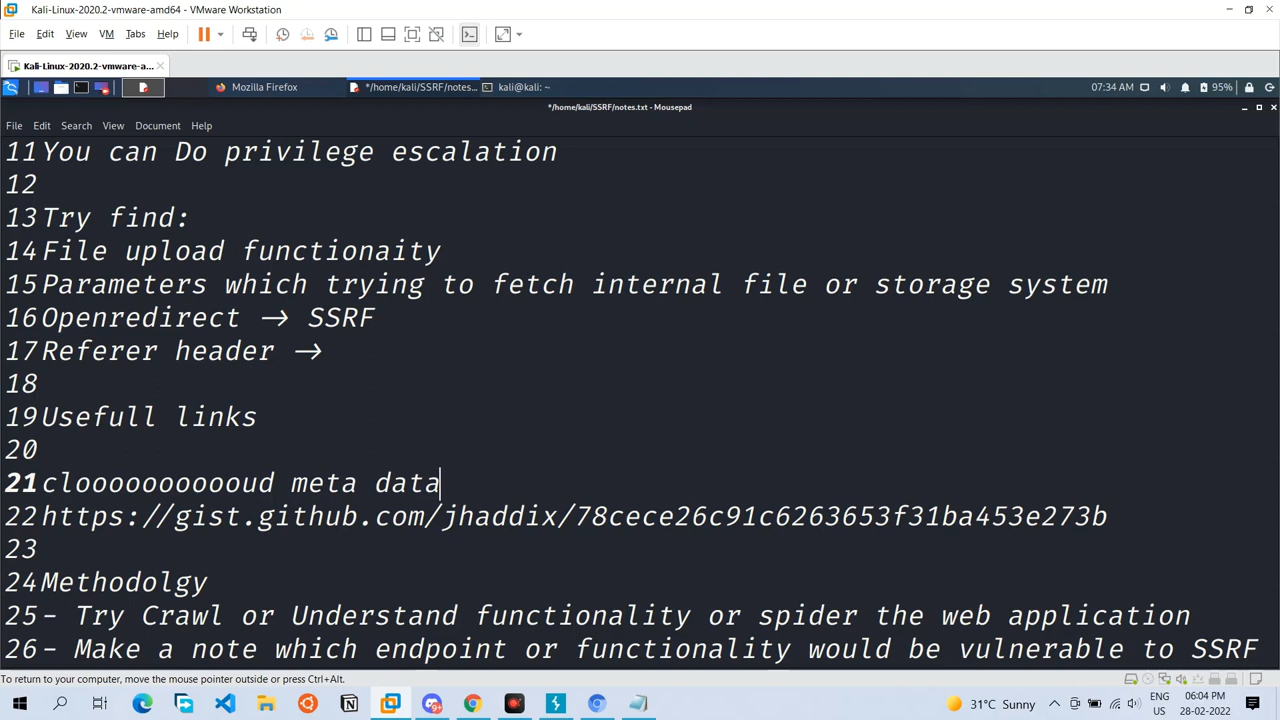 Kali-Linux-2020.2-vmware-amd64 - VMware Workstation
File Edit View VM Tabs Help
Kali-Linux-2020.2-vmware-a...
Mozilla Firefox */home/kali/SSRF/notes... kali@kali: ~ 07:34 AM 95%
*/home/kali/SSRF/notes.txt - Mousepad
File Edit Search View Document Help
11 You can Do privilege escalation
12
13 Try find:
14 File upload functionaity
15 Parameters which trying to fetch internal file or storage system
16 Openredirect -> SSRF
17 Referer header ->
18
19 Usefull links
20
21 clooooooooooud meta data
22 https://gist.github.com/jhaddix/78cece26c91c6263653f31ba453e273b
23
24 Methodolgy
25 - Try Crawl or Understand functionality or spider the web application
26 - Make a note which endpoint or functionality would be vulnerable to SSRF
To return to your computer, move the mouse pointer outside or press Ctrl+Alt.
31°C Sunny ENG US 06:04 PM 28-02-2022